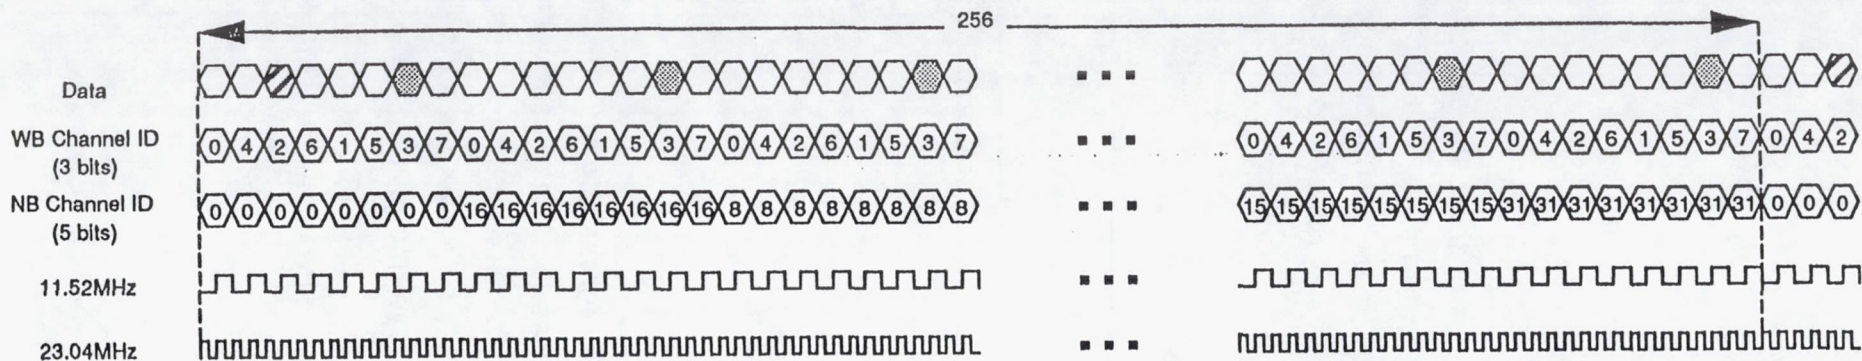 256
Data
WB Channel ID 0 4 2 6 1 5 3 7 0 4 2 6 1 5 3 7 0 4 2 6 1 5 3 7 0 4 2 6 1 5 3 7 0 4 2 6 1 5 3 7 0 4 2
(3 bits)
NB Channel ID 0 0 0 0 0 0 0 0 16 16 16 16 16 16 16 16 8 8 8 8 8 8 8 8 15 15 15 15 15 15 15 15 31 31 31 31 31 31 31 31 0 0 0
(5 bits)
11.52MHz
23.04MHz